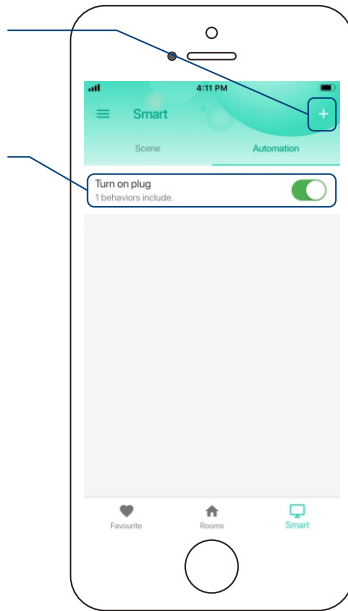 4:11 PM
Smart
+
Scene Automation
Turn on plug
1 behaviors include.
Favourite Rooms Smart